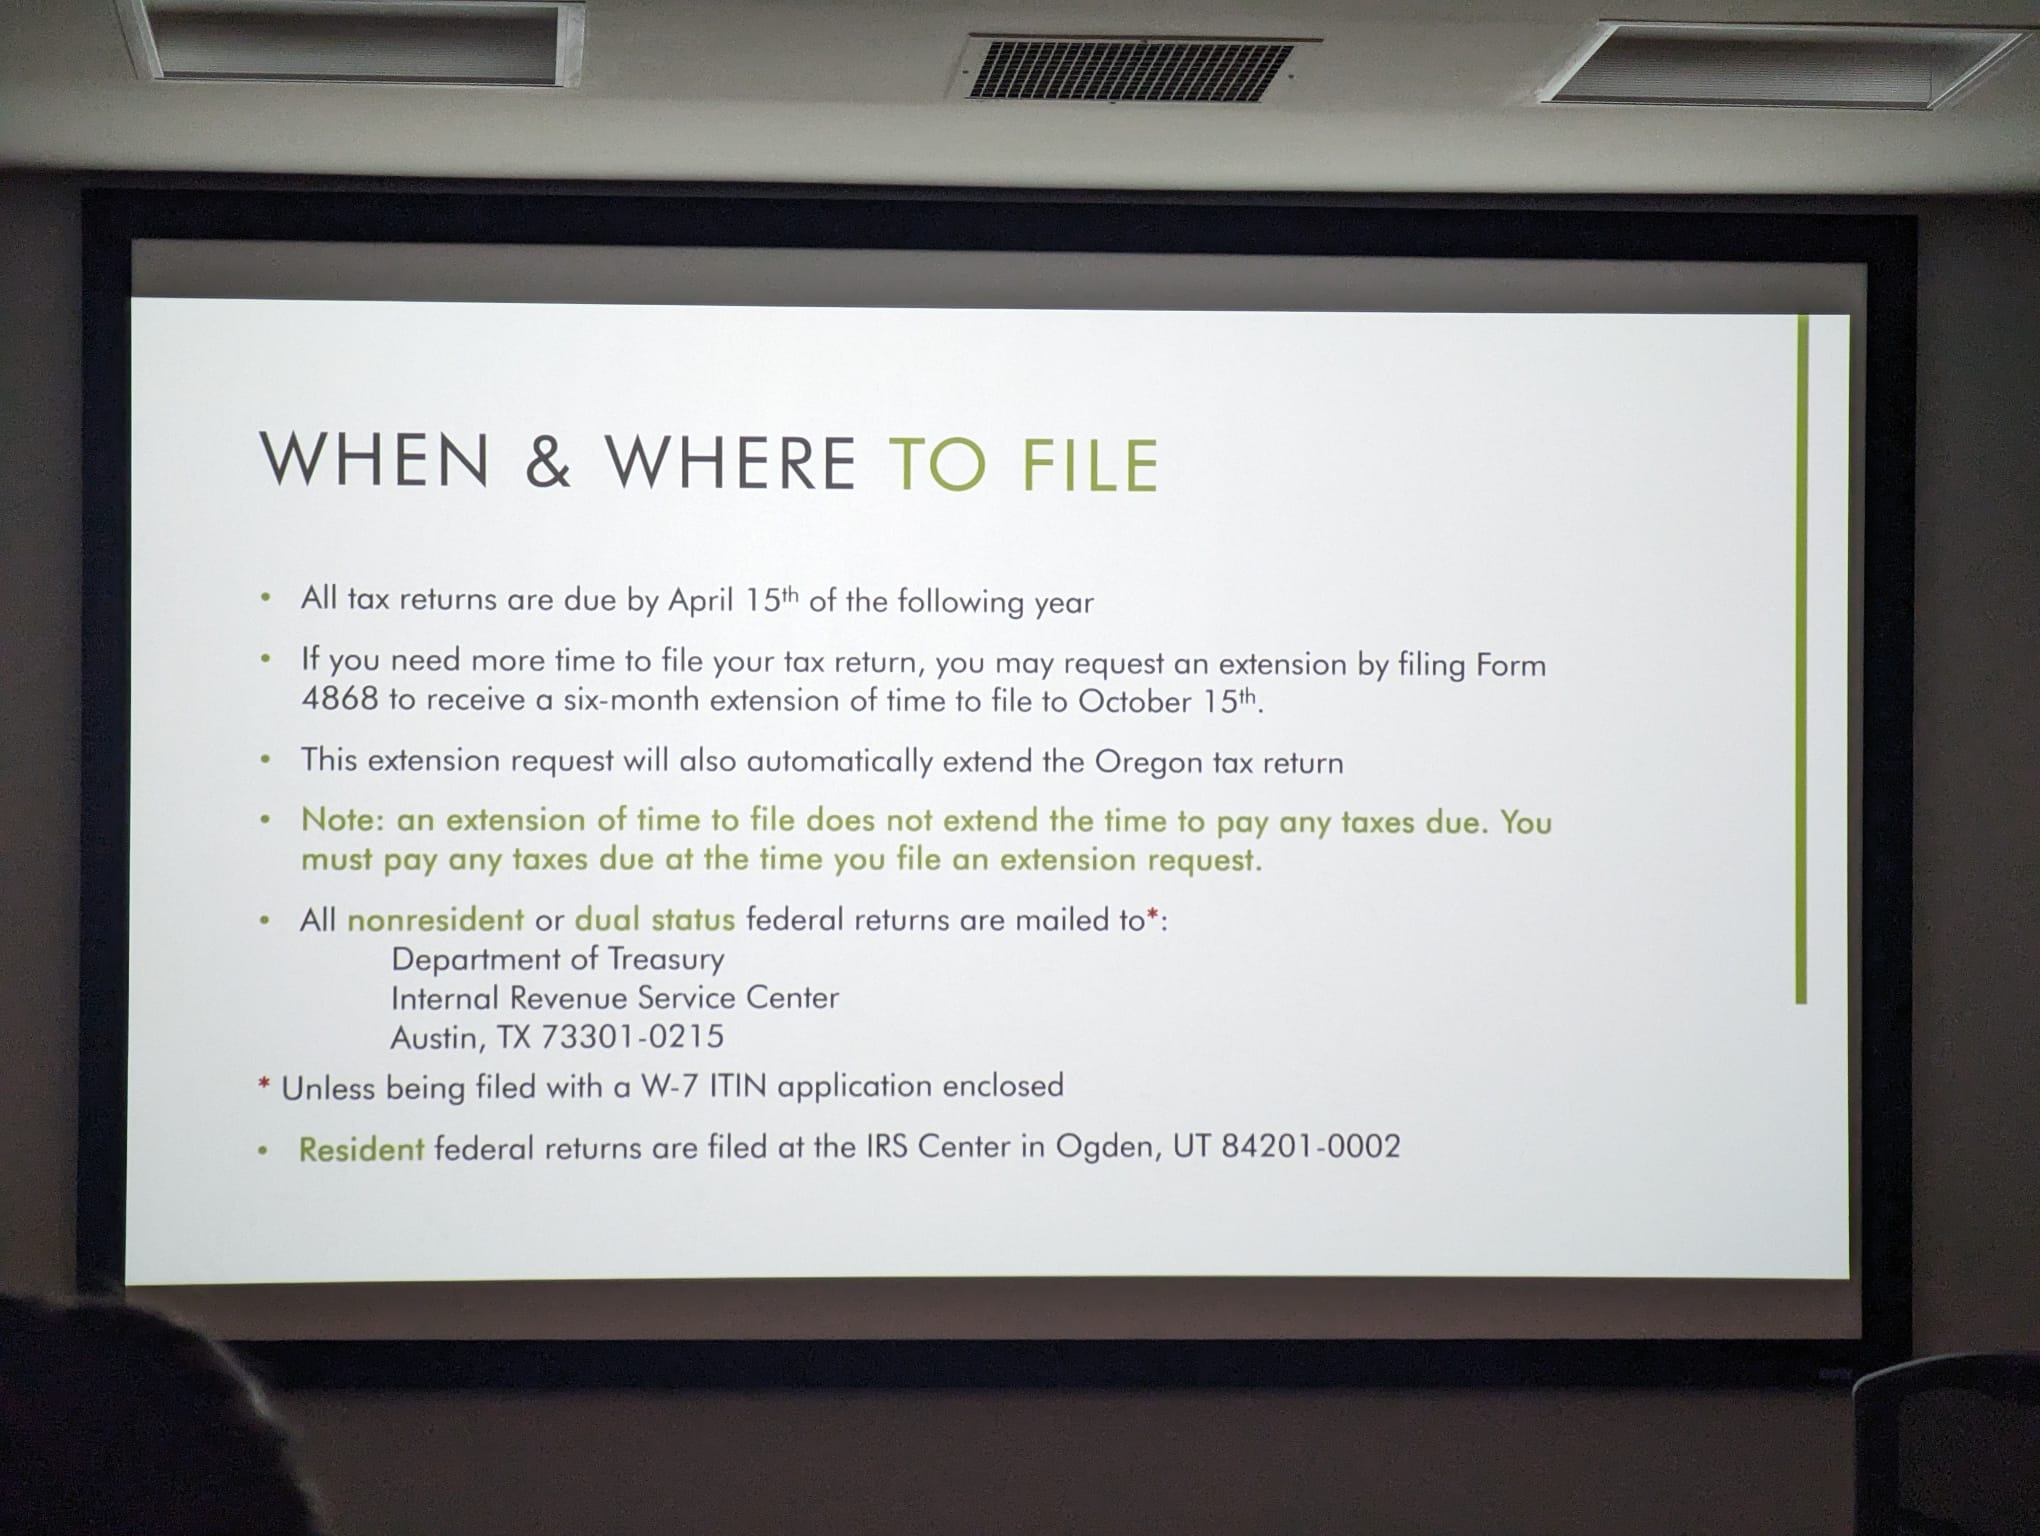 WHEN & WHERE TO FILE
• All tax returns are due by April 15th of the following year
• If you need more time to file your tax return, you may request an extension by filing Form
4868 to receive a six-month extension of time to file to October 15th.
• This extension request will also automatically extend the Oregon tax return
• Note: an extension of time to file does not extend the time to pay any taxes due. You
must pay any taxes due at the time you file an extension request.
• All nonresident or dual status federal returns are mailed to*:
Department of Treasury
Internal Revenue Service Center
Austin, TX 73301-0215
* Unless being filed with a W-7 ITIN application enclosed
• Resident federal returns are filed at the IRS Center in Ogden, UT 84201-0002